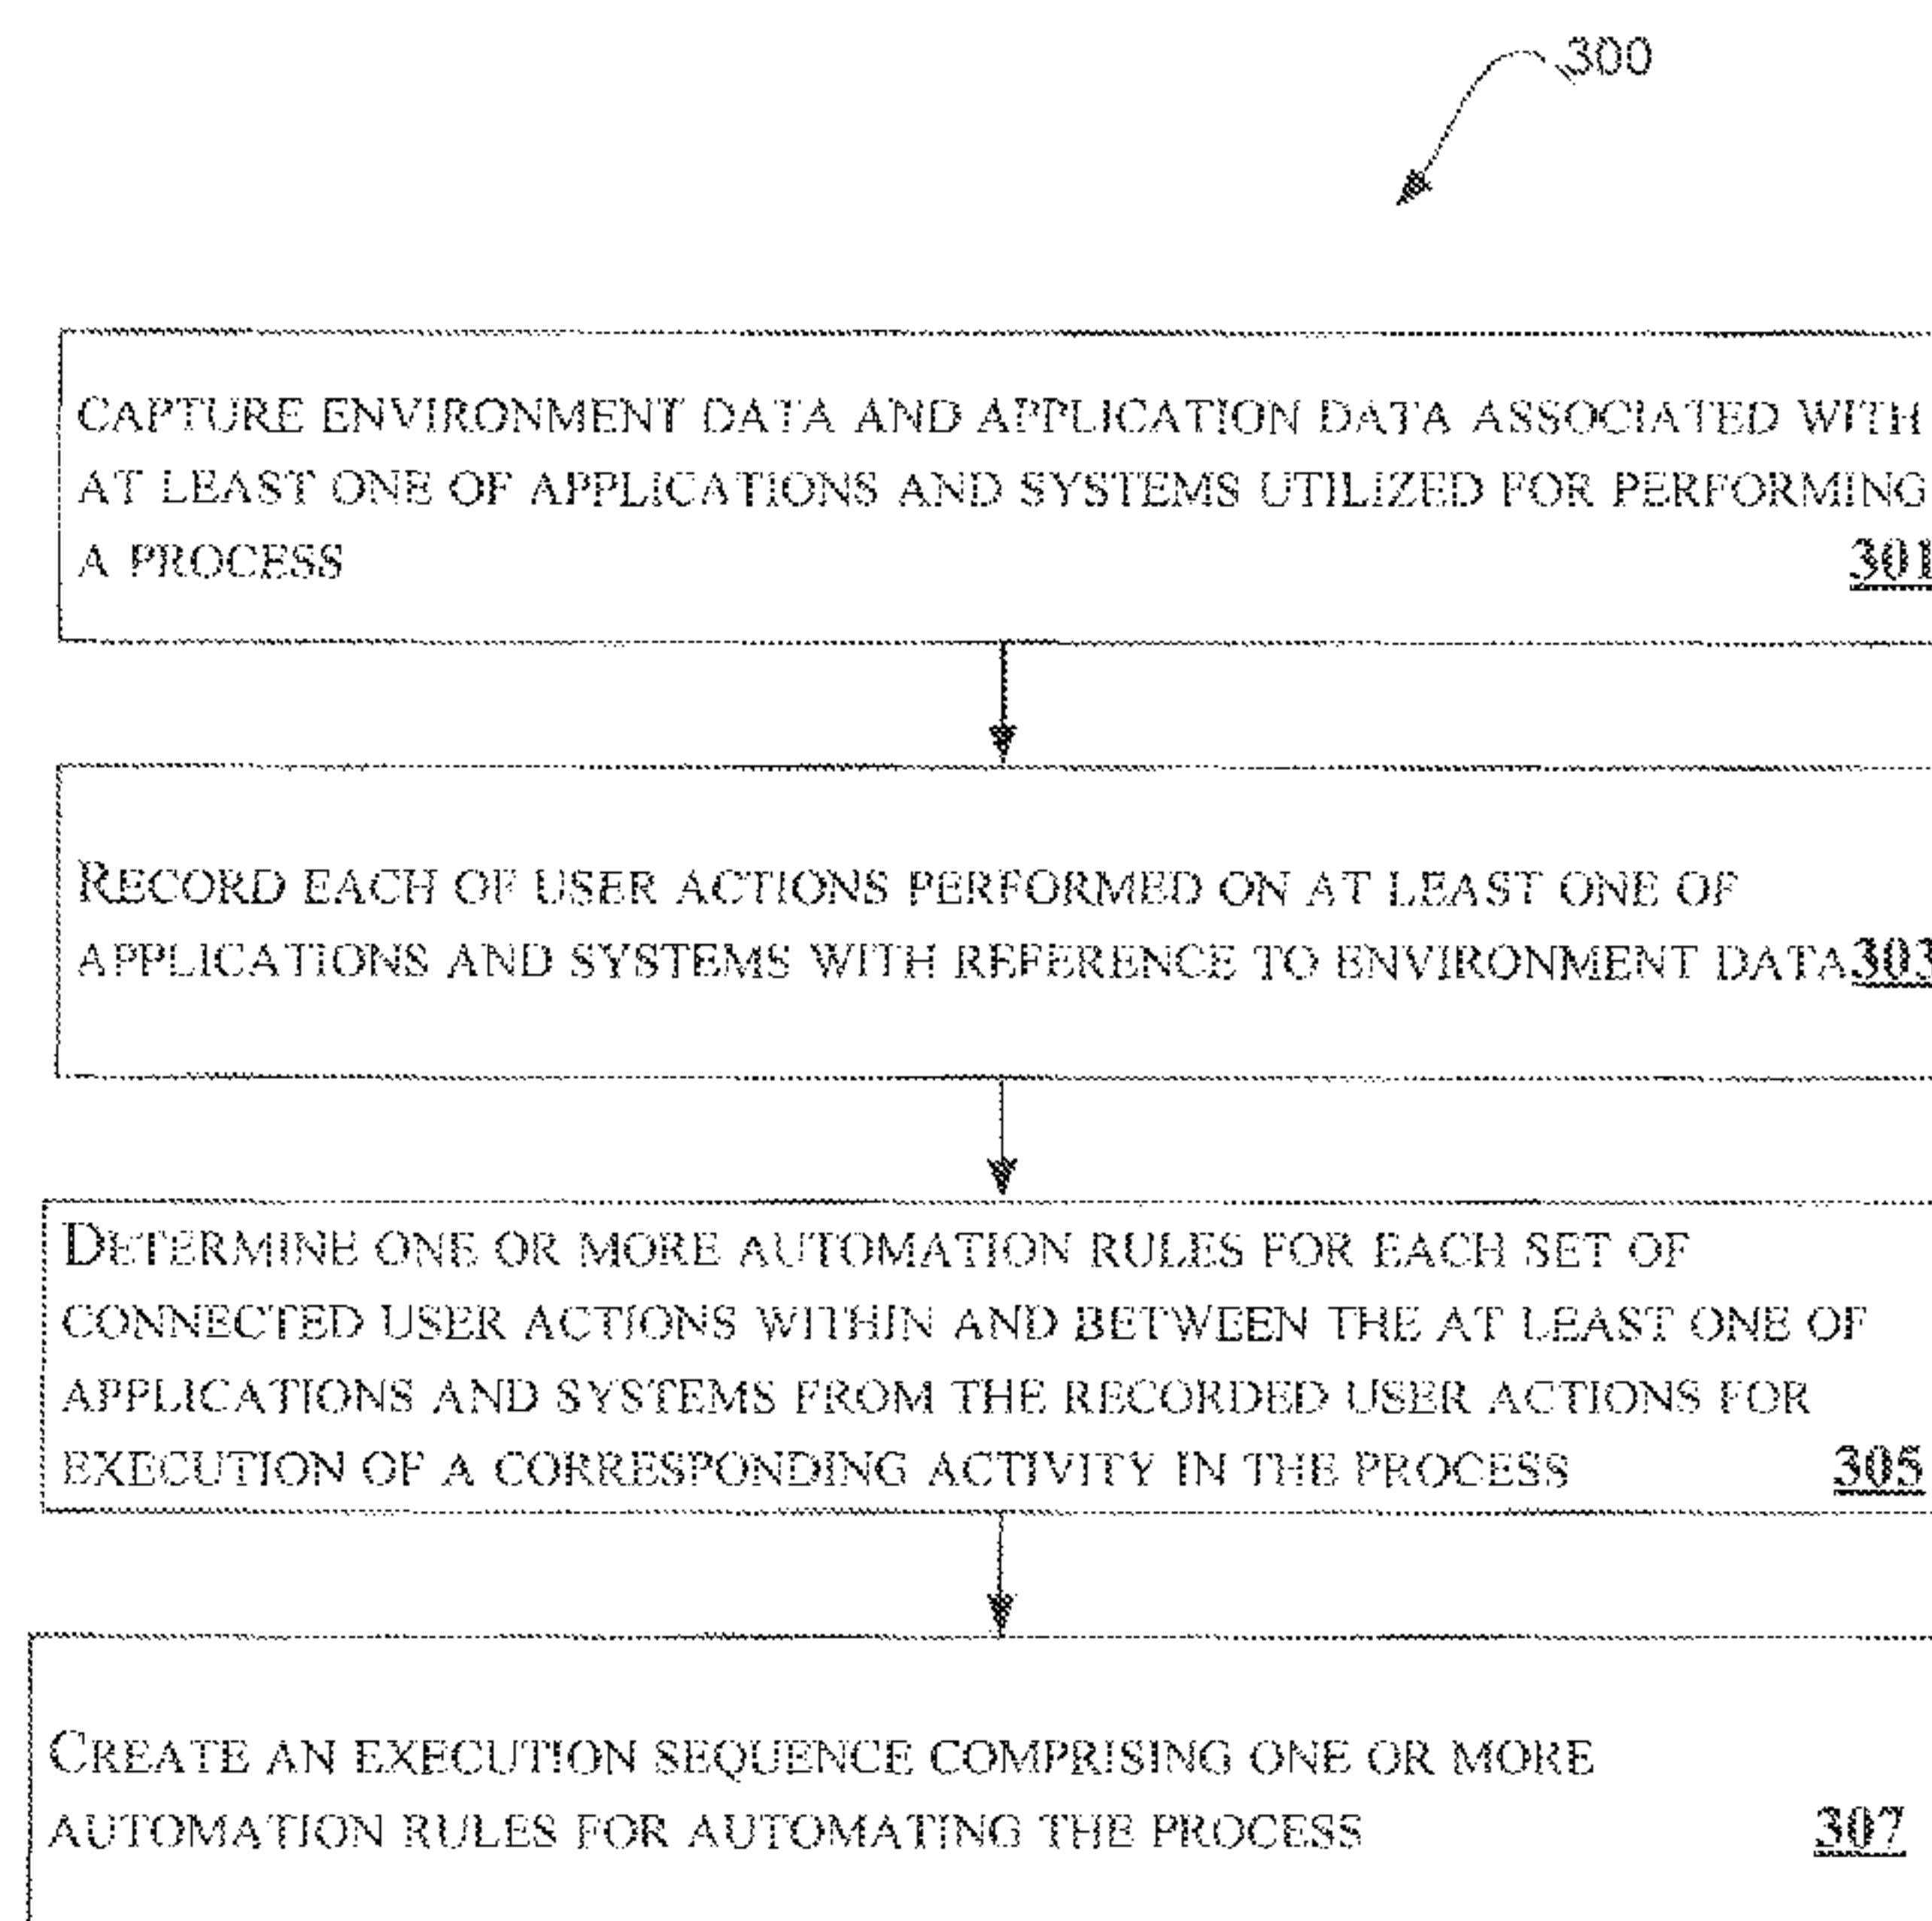 300
CAPTURE ENVIRONMENT DATA AND APPLICATION DATA ASSOCIATED WITH
AT LEAST ONE OF APPLICATIONS AND SYSTEMS UTILIZED FOR PERFORMING
A PROCESS 301
RECORD EACH OF USER ACTIONS PERFORMED ON AT LEAST ONE OF
APPLICATIONS AND SYSTEMS WITH REFERENCE TO ENVIRONMENT DATA 303
DETERMINE ONE OR MORE AUTOMATION RULES FOR EACH SET OF
CONNECTED USER ACTIONS WITHIN AND BETWEEN THE AT LEAST ONE OF
APPLICATIONS AND SYSTEMS FROM THE RECORDED USER ACTIONS FOR
EXECUTION OF A CORRESPONDING ACTIVITY IN THE PROCESS 305
CREATE AN EXECUTION SEQUENCE COMPRISING ONE OR MORE
AUTOMATION RULES FOR AUTOMATING THE PROCESS 307